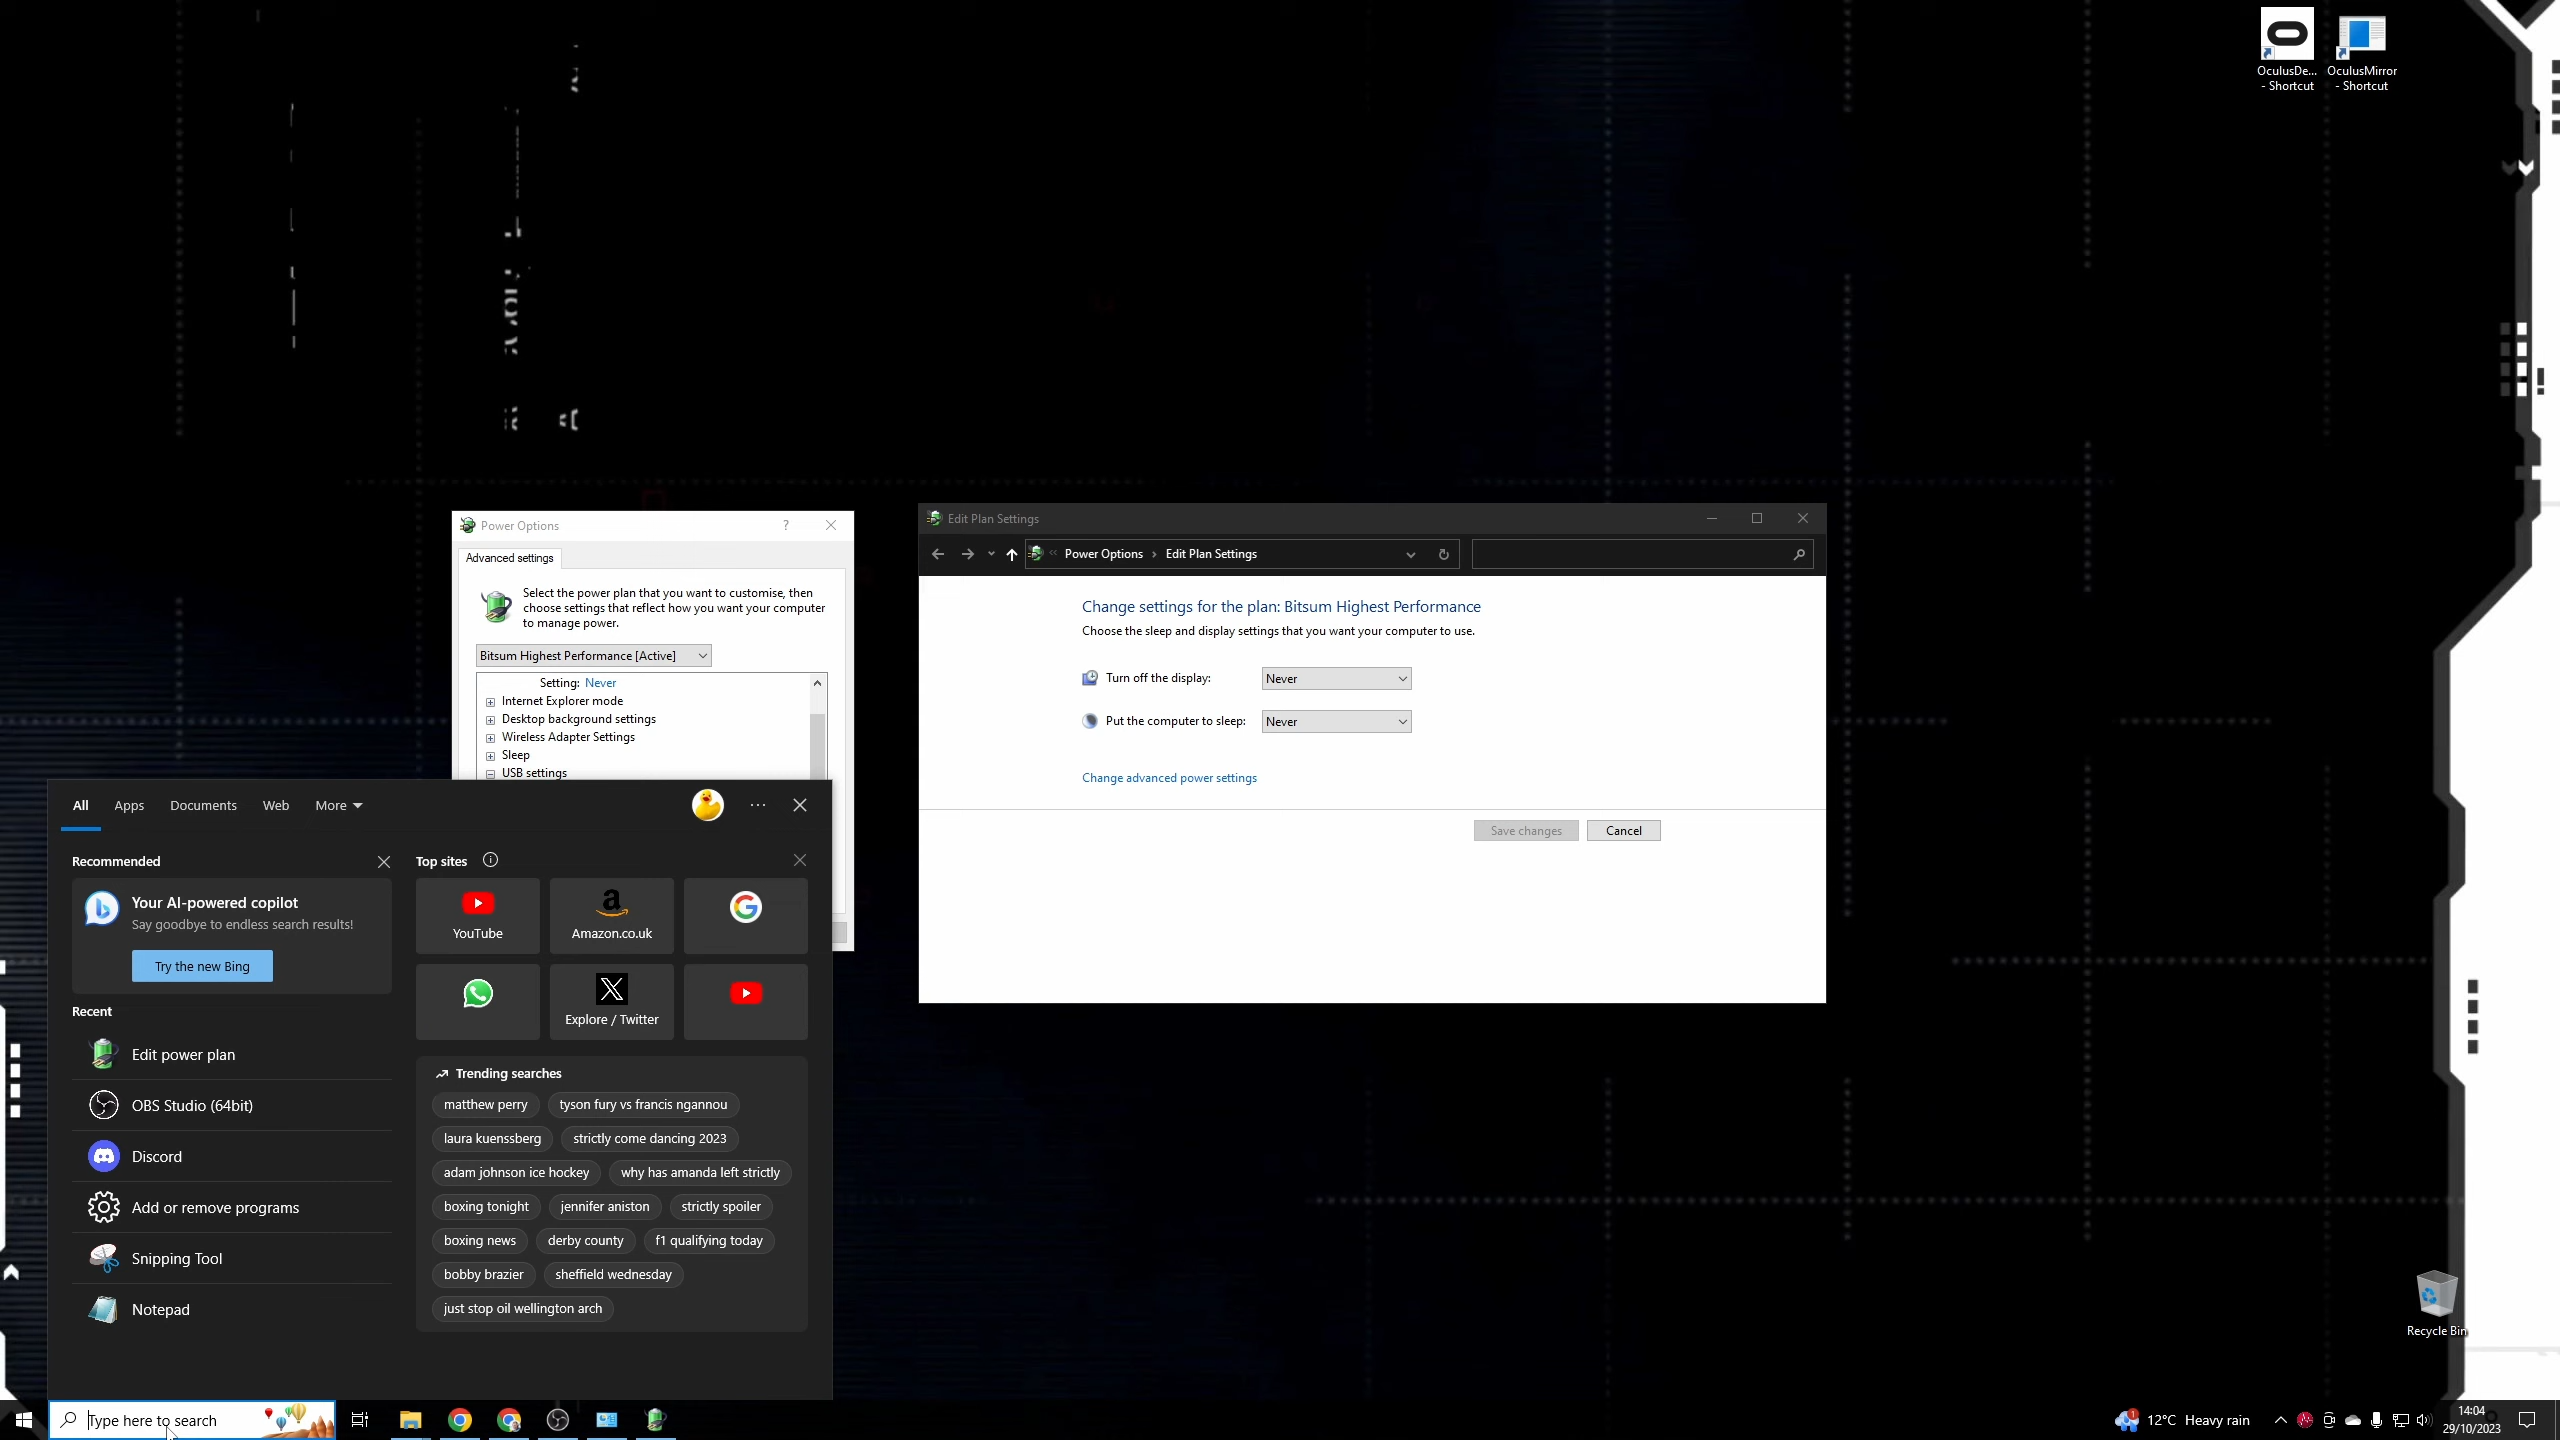 OculusDe...
- Shortcut
OculusMirror
- Shortcut
Power Options
?
Advanced settings
Select the power plan that you want to customise, then
choose settings that reflect how you want your computer
to manage power.
Bitsum Highest Performance [Active]
Setting: Never
Internet Explorer mode
Desktop background settings
Wireless Adapter Settings
Sleep
USB settings
Edit Plan Settings
Power Options > Edit Plan Settings
Change settings for the plan: Bitsum Highest Performance
Choose the sleep and display settings that you want your computer to use.
Turn off the display: Never
Put the computer to sleep: Never
Change advanced power settings
Save changes Cancel
All Apps Documents Web More
Recommended
Your AI-powered copilot
Say goodbye to endless search results!
Try the new Bing
Recent
Edit power plan
OBS Studio (64bit)
Discord
Add or remove programs
Snipping Tool
Notepad
Top sites
YouTube
Amazon.co.uk
Explore / Twitter
Trending searches
matthew perry tyson fury vs francis ngannou
laura kuenssberg strictly come dancing 2023
adam johnson ice hockey why has amanda left strictly
boxing tonight jennifer aniston strictly spoiler
boxing news derby county f1 qualifying today
bobby brazier sheffield wednesday
just stop oil wellington arch
Recycle Bin
Type here to search
1
12°C Heavy rain
14:04
29/10/2023